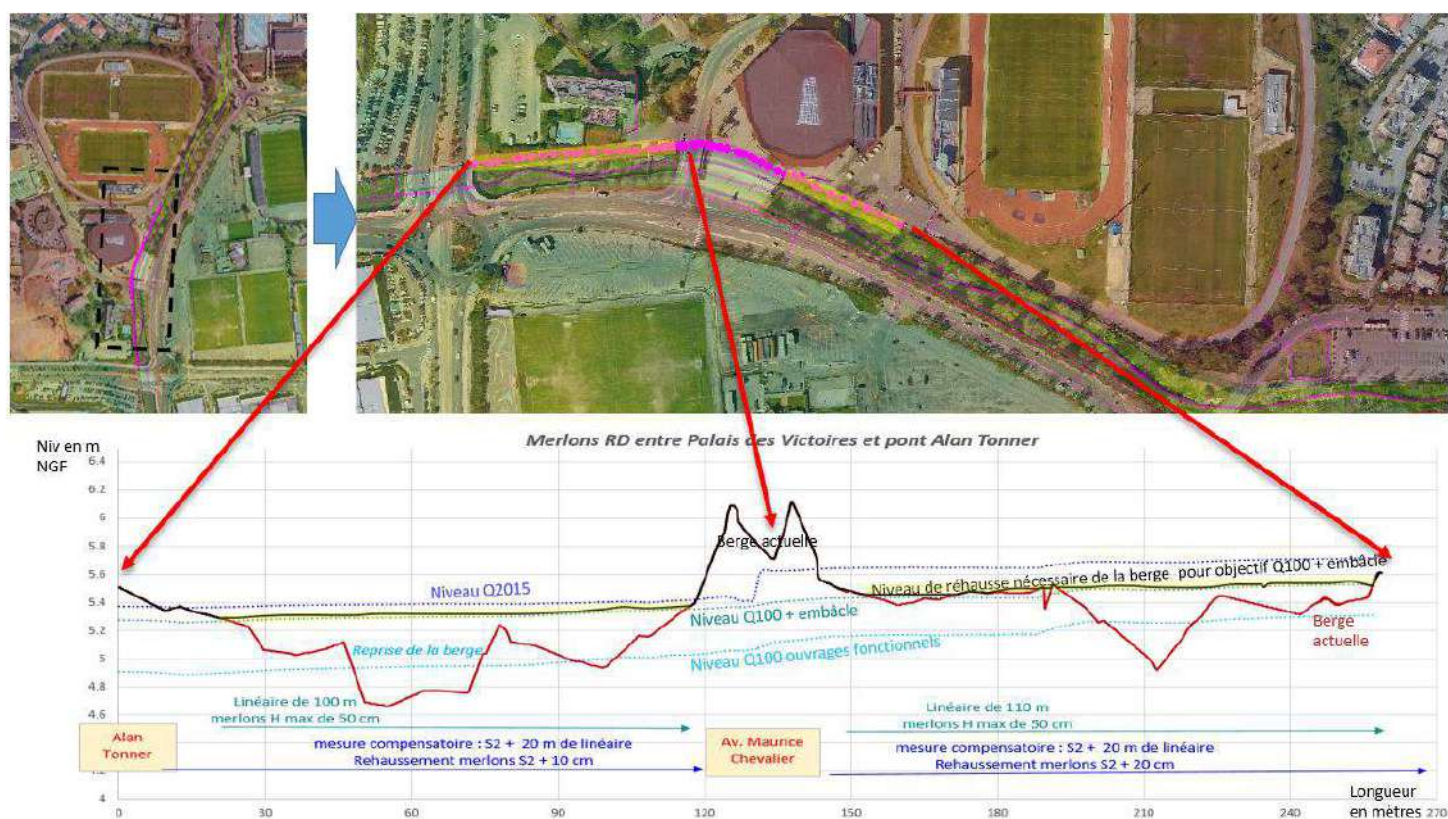 Merlons RD entre Palais des Victoires et pont Alan Tonner
Niv en m
NGF
6.4
6.2
6
5.8
5.6
5.4
5.2
5
4.8
4.6
4
Berge actuelle
Niveau Q2015
Niveau de réhausse nécessaire de la berge pour objectif Q100 + embâcle
Niveau Q100 + embâcle
Reprise de la berge
Niveau Q100 ouvrages fonctionnels
Berge
actuelle
Linéaire de 100 m
merlons H max de 50 cm
Linéaire de 110 m
merlons H max de 50 cm
Alan
Tonner
mesure compensatoire : S2 + 20 m de linéaire
Rehaussement merlons S2 + 10 cm
Av. Maurice
Chevalier
mesure compensatoire : S2 + 20 m de linéaire
Rehaussement merlons S2 + 20 cm
Longueur
en mètres
0 30 60 90 120 150 180 210 240 270